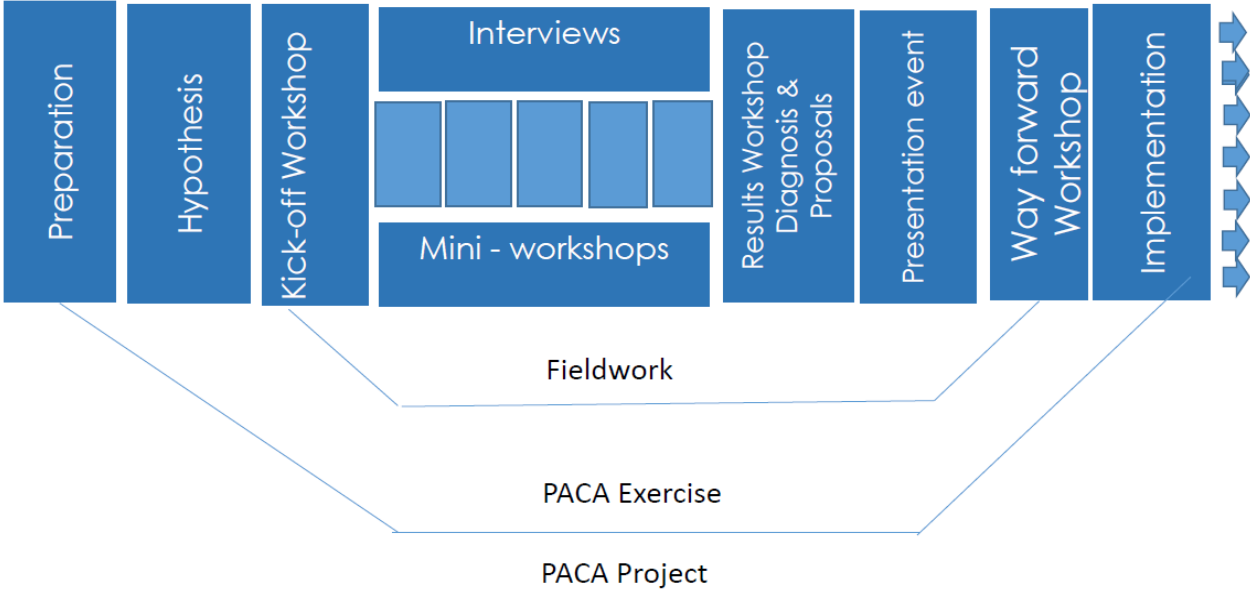 Preparation
Hypothesis
Kick-off Workshop
Interviews
Mini - workshops
Results Workshop
Diagnosis &
Proposals
Presentation event
Way forward
Workshop
Implementation
Fieldwork
PACA Exercise
PACA Project